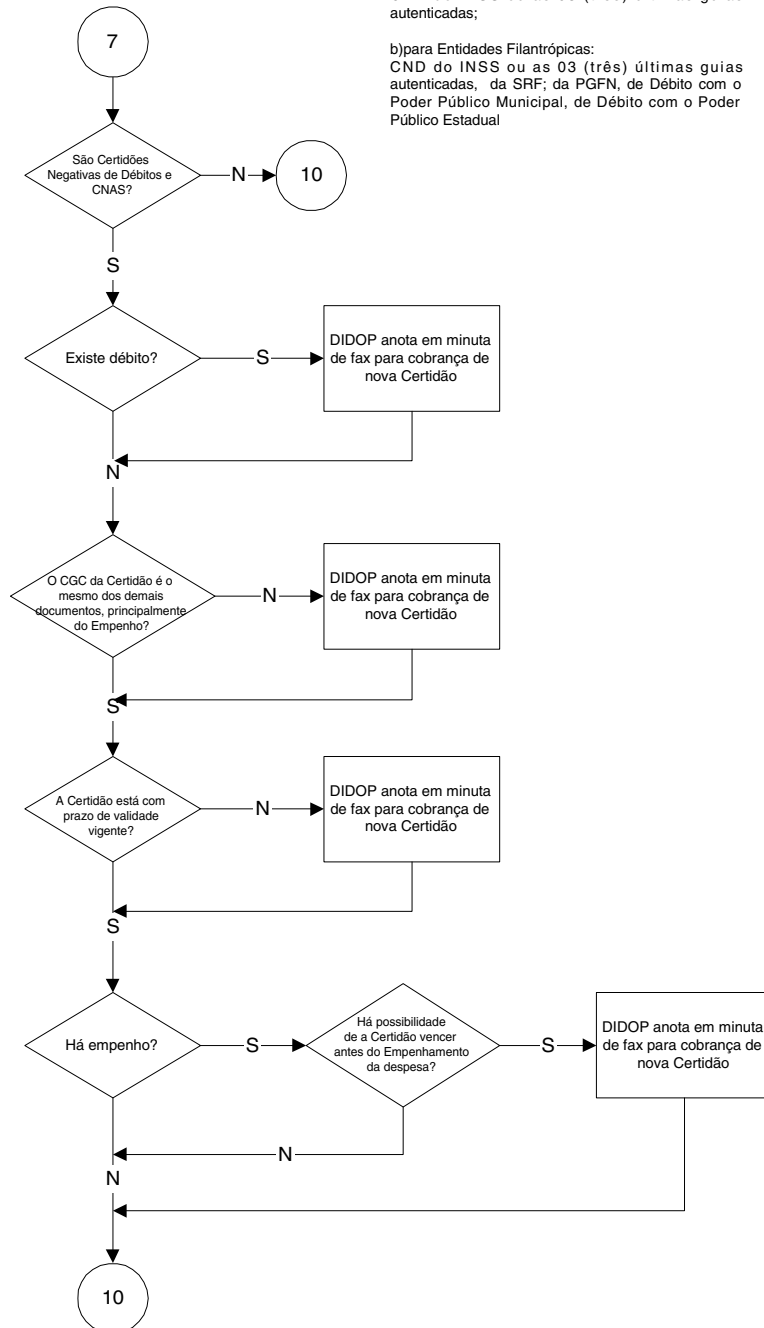 autenticadas;
b)para Entidades Filantrópicas:
CND do INSS ou as 03 (três) últimas guias
autenticadas, da SRF; da PGFN, de Débito com o
Poder Público Municipal, de Débito com o Poder
Público Estadual
7
São Certidões
Negativas de Débitos e
CNAS?
N
10
S
Existe débito?
S
DIDOP anota em minuta
de fax para cobrança de
nova Certidão
N
O CGC da Certidão é o
mesmo dos demais
documentos, principalmente
do Empenho?
N
DIDOP anota em minuta
de fax para cobrança de
nova Certidão
S
A Certidão está com
prazo de validade
vigente?
N
DIDOP anota em minuta
de fax para cobrança de
nova Certidão
S
Há empenho?
S
Há possibilidade
de a Certidão vencer
antes do Empenhamento
da despesa?
S
DIDOP anota em minuta
de fax para cobrança de
nova Certidão
N
N
10